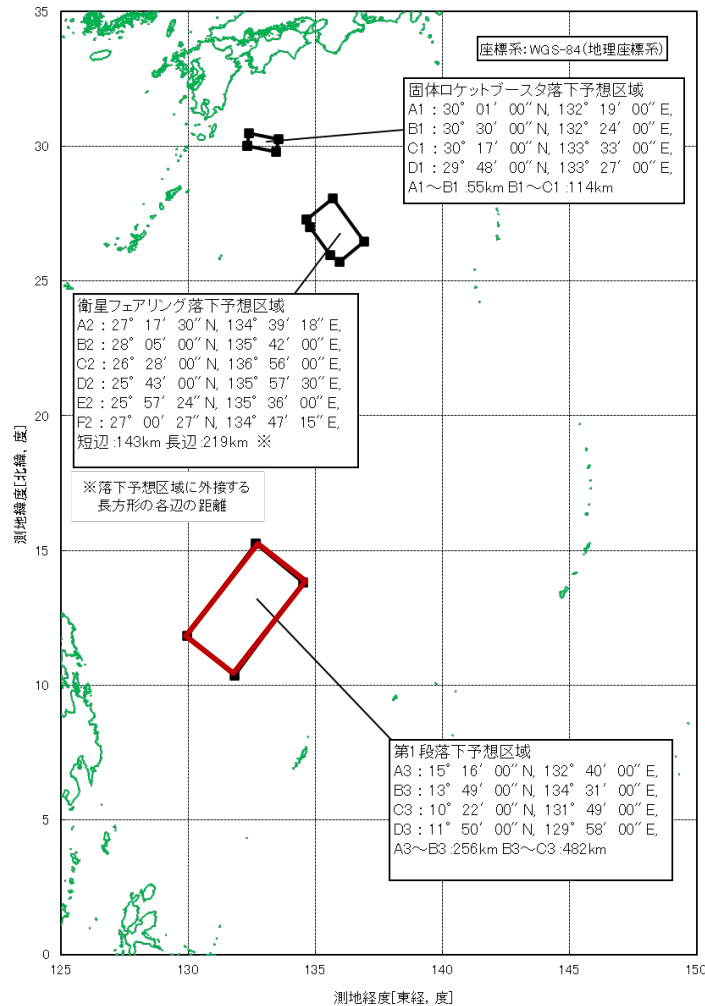 座標系:WGS-84(地理座標系)
固体ロケットブースタ落下予想区域
A1:30° 01′ 00″N, 132° 19′ 00″E,
B1:30° 30′ 00″N, 132° 24′ 00″E,
C1:30° 17′ 00″N, 133° 33′ 00″E,
D1:29° 48′ 00″N, 133° 27′ 00″E,
A1~B1:55km B1~C1:114km
衛星フェアリング落下予想区域
A2:27° 17′ 30″N, 134° 39′ 18″E,
B2:28° 05′ 00″N, 135° 42′ 00″E,
C2:26° 28′ 00″N, 136° 56′ 00″E,
D2:25° 43′ 00″N, 135° 57′ 30″E,
E2:25° 57′ 24″N, 135° 36′ 00″E,
F2:27° 00′ 27″N, 134° 47′ 15″E,
短辺:143km 長辺:219km ※
※落下予想区域に外接する
長方形の各辺の距離
第1段落下予想区域
A3:15° 16′ 00″N, 132° 40′ 00″E,
B3:13° 49′ 00″N, 134° 31′ 00″E,
C3:10° 22′ 00″N, 131° 49′ 00″E,
D3:11° 50′ 00″N, 129° 58′ 00″E,
A3~B3:256km B3~C3:482km
測地緯度[北緯, 度]
35
30
25
20
15
10
5
0
125
130
135
140
145
150
測地経度[東経, 度]